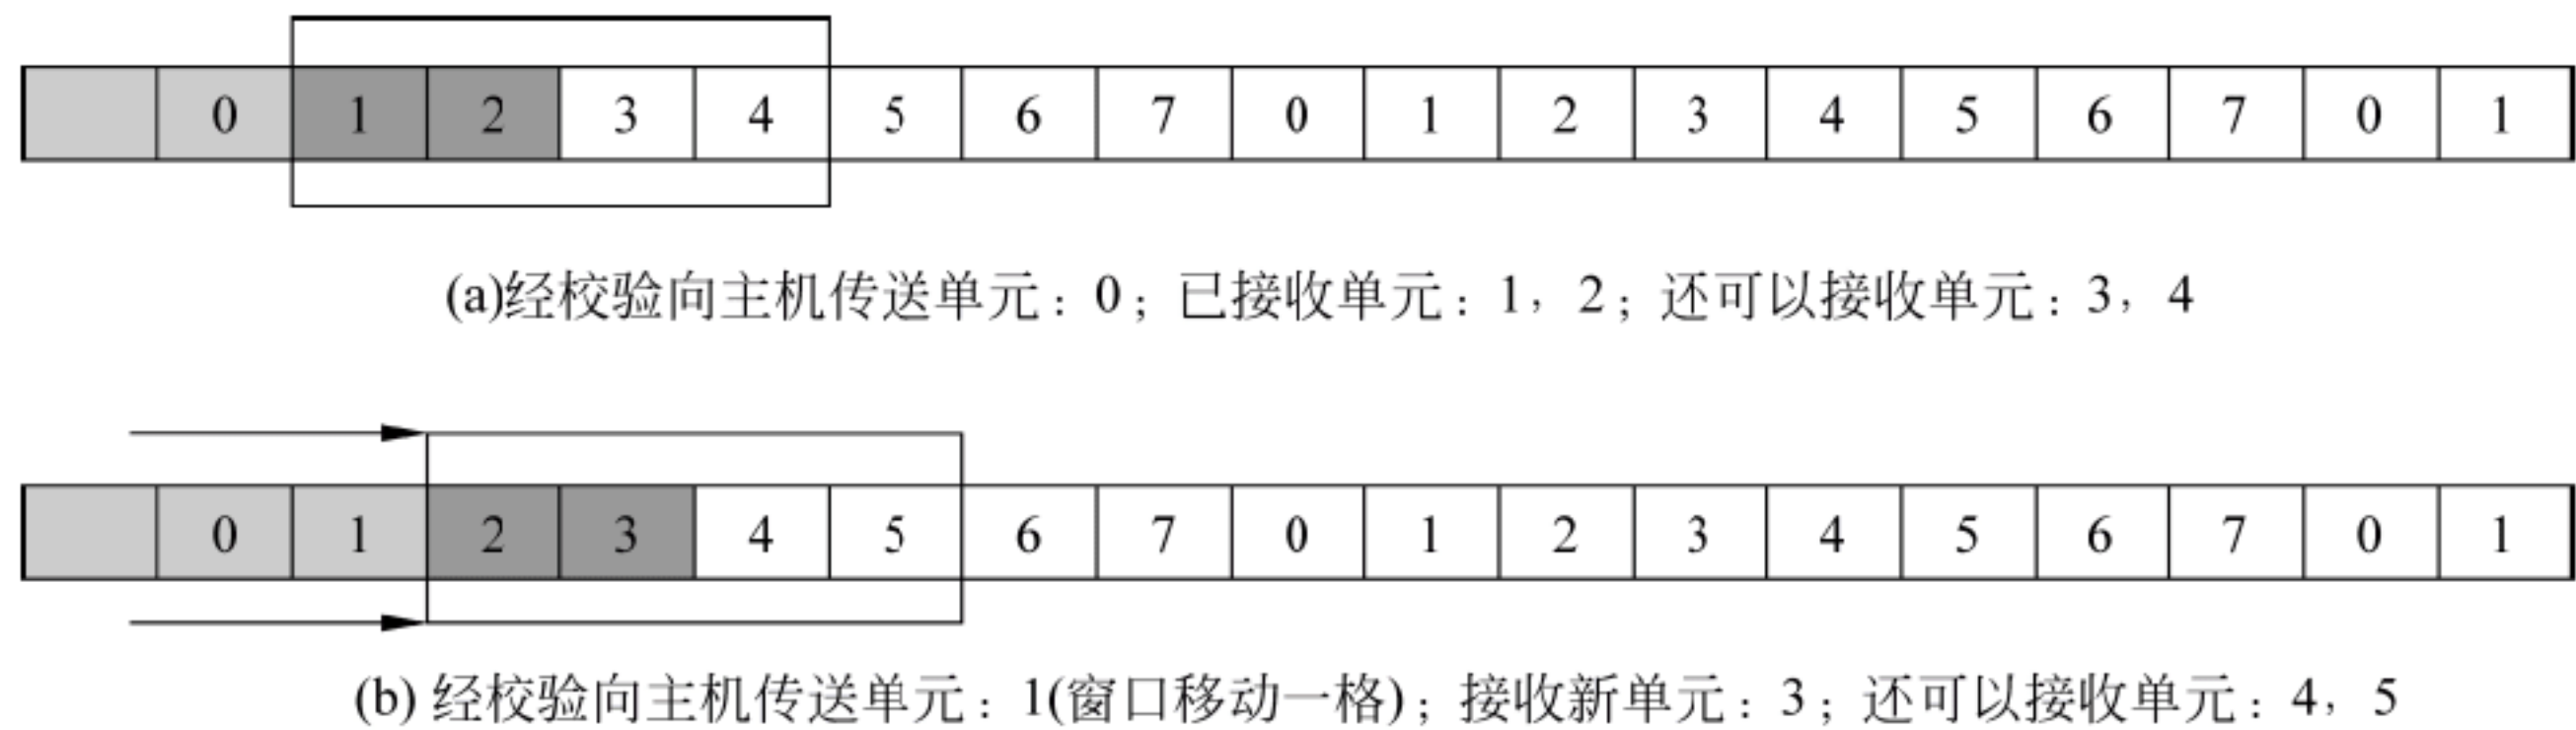 0 1 2 3 4 5 6 7 0 1 2 3 4 5 6 7 0 1
(a)经校验向主机传送单元：0；已接收单元：1，2；还可以接收单元：3，4
0 1 2 3 4 5 6 7 0 1 2 3 4 5 6 7 0 1
(b) 经校验向主机传送单元：1(窗口移动一格)；接收新单元：3；还可以接收单元：4，5